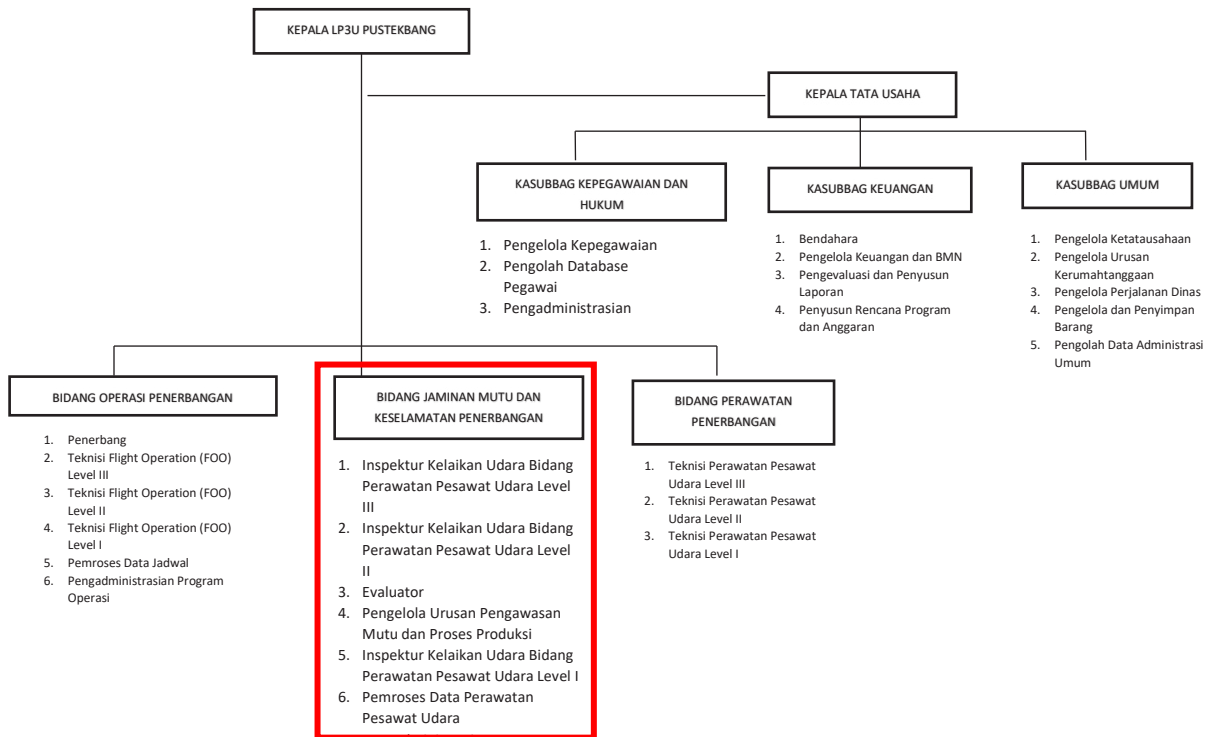 KEPALA LP3U PUSTEKBANG
KEPALA TATA USAHA
KASUBBAG KEPEGAWAIAN DAN
HUKUM
1. Pengelola Kepegawaian
2. Pengolah Database
Pegawai
3. Pengadministrasian
KASUBBAG KEUANGAN
1. Bendahara
2. Pengelola Keuangan dan BMN
3. Pengevaluasi dan Penyusun
Laporan
4. Penyusun Rencana Program
dan Anggaran
KASUBBAG UMUM
1. Pengelola Ketatausahaan
2. Pengelola Urusan
Kerumahtanggaan
3. Pengelola Perjalanan Dinas
4. Pengelola dan Penyimpan
Barang
5. Pengolah Data Administrasi
Umum
BIDANG OPERASI PENERBANGAN
1. Penerbang
2. Teknisi Flight Operation (FOO)
Level III
3. Teknisi Flight Operation (FOO)
Level II
4. Teknisi Flight Operation (FOO)
Level I
5. Pemroses Data Jadwal
6. Pengadministrasian Program
Operasi
BIDANG JAMINAN MUTU DAN
KESELAMATAN PENERBANGAN
1. Inspektur Kelaikan Udara Bidang
Perawatan Pesawat Udara Level
III
2. Inspektur Kelaikan Udara Bidang
Perawatan Pesawat Udara Level
II
3. Evaluator
4. Pengelola Urusan Pengawasan
Mutu dan Proses Produksi
5. Inspektur Kelaikan Udara Bidang
Perawatan Pesawat Udara Level I
6. Pemroses Data Perawatan
Pesawat Udara
BIDANG PERAWATAN
PENERBANGAN
1. Teknisi Perawatan Pesawat
Udara Level III
2. Teknisi Perawatan Pesawat
Udara Level II
3. Teknisi Perawatan Pesawat
Udara Level I